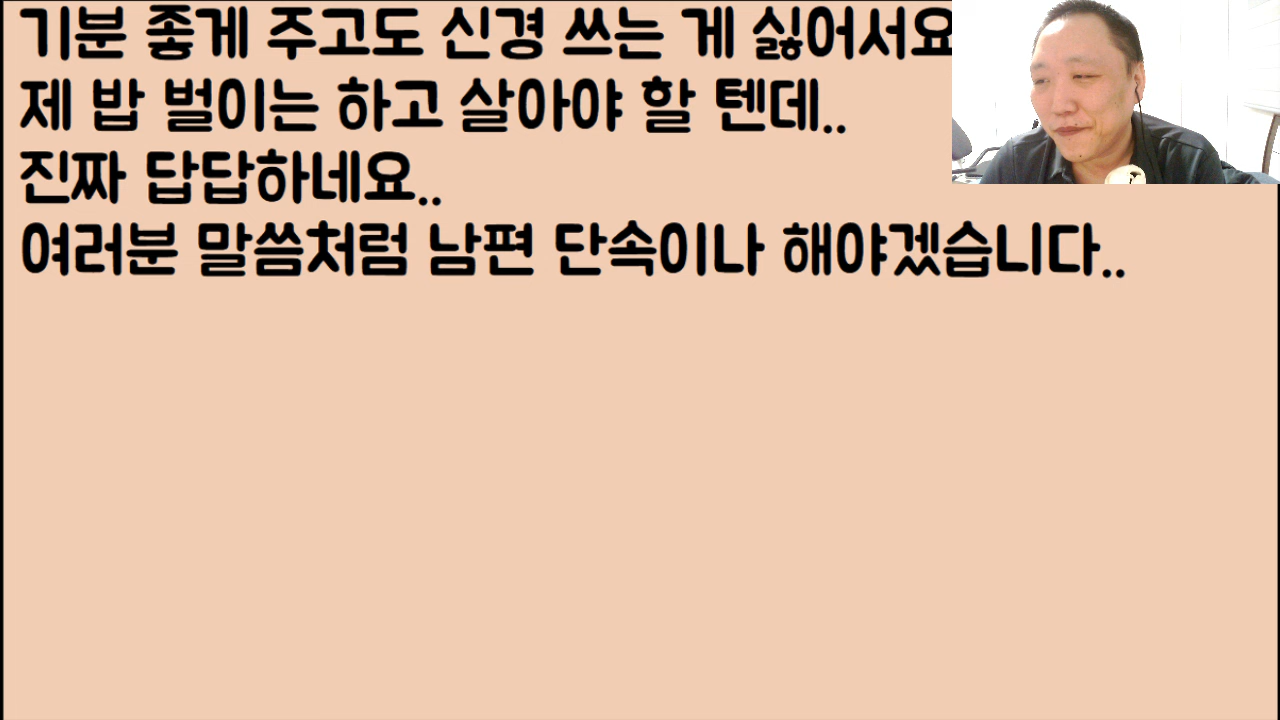 기분 좋게 주고도 신경 쓰는 게 싫어서요
제 밥 벌이는 하고 살아야 할 텐데..
진짜 답답하네요..
여러분 말씀처럼 남편 단속이나 해야겠습니다..